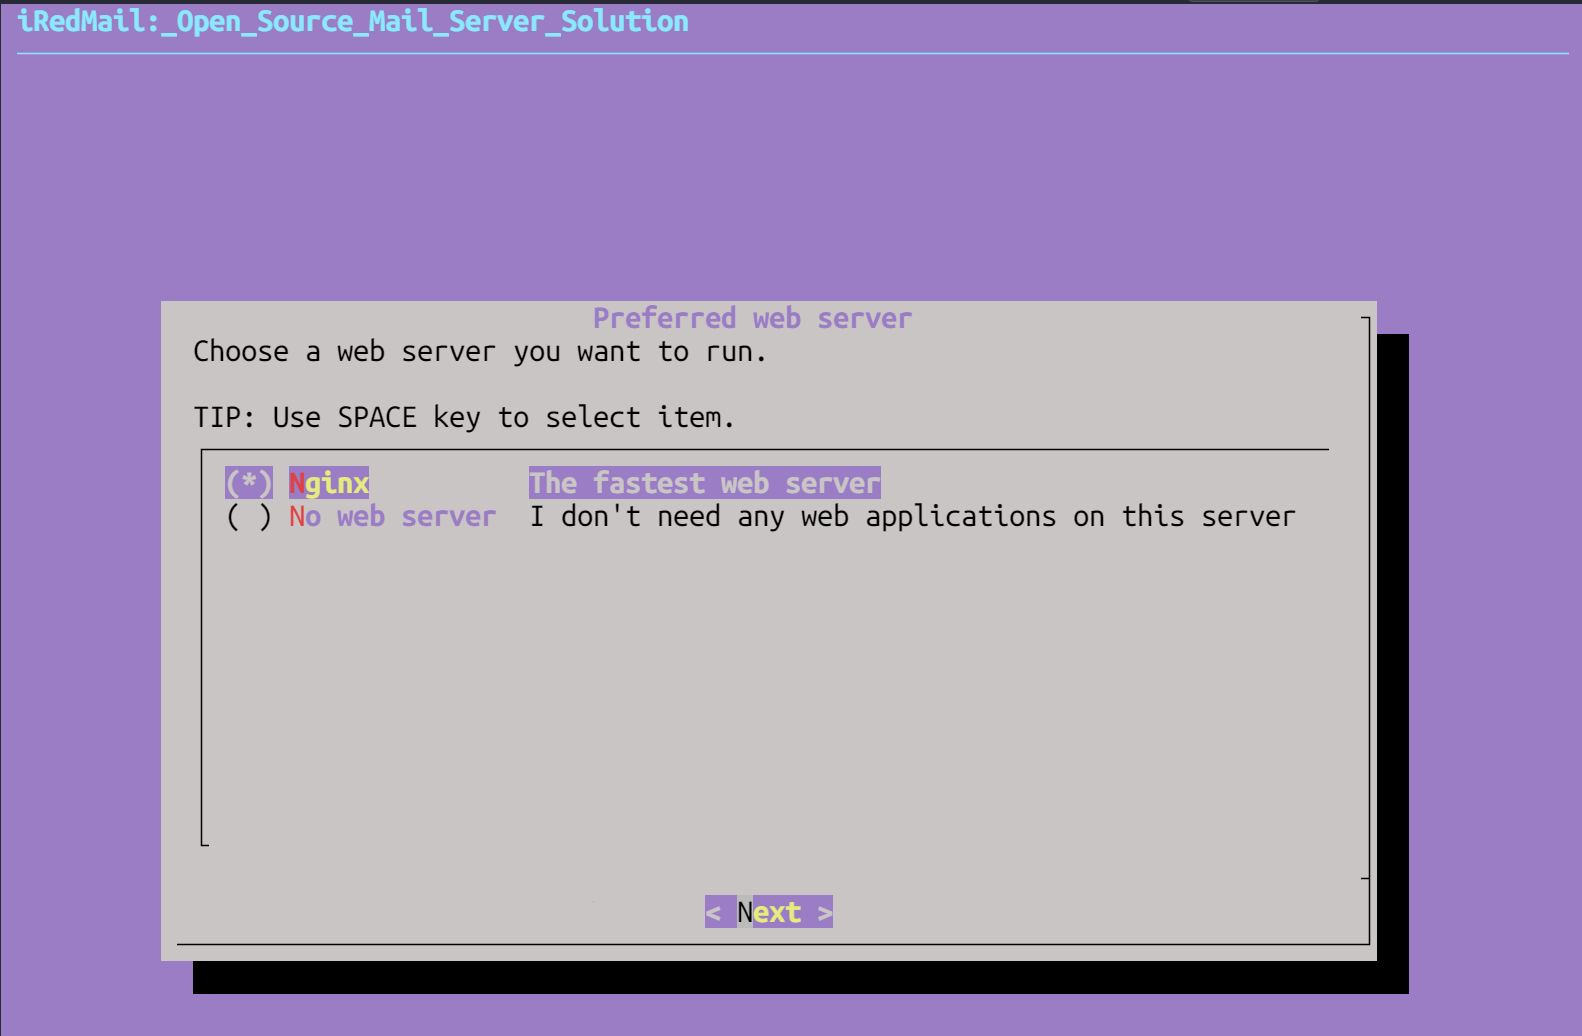 iRedMail:_Open_Source_Mail_Server_Solution
Preferred web server
Choose a web server you want to run.
TIP: Use SPACE key to select item.
(*) Nginx The fastest web server
( ) No web server I don't need any web applications on this server
< Next >